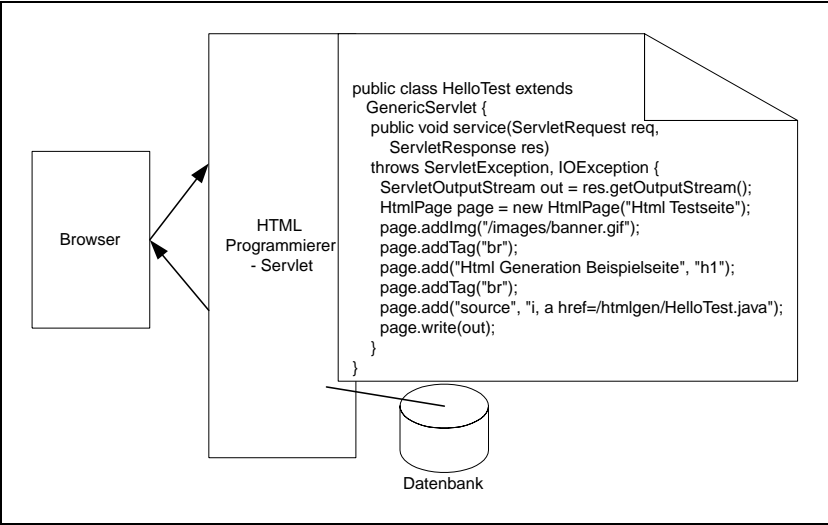 Browser
HTML
Programmierer
- Servlet
public class HelloTest extends
GenericServlet {
public void service(ServletRequest req,
ServletResponse res)
throws ServletException, IOException {
ServletOutputStream out = res.getOutputStream();
HtmlPage page = new HtmlPage("Html Testseite");
page.addImg("/images/banner.gif");
page.addTag("br");
page.add("Html Generation Beispielseite", "h1");
page.addTag("br");
page.add("source", "i, a href=/htmlgen/HelloTest.java");
page.write(out);
}
}
Datenbank